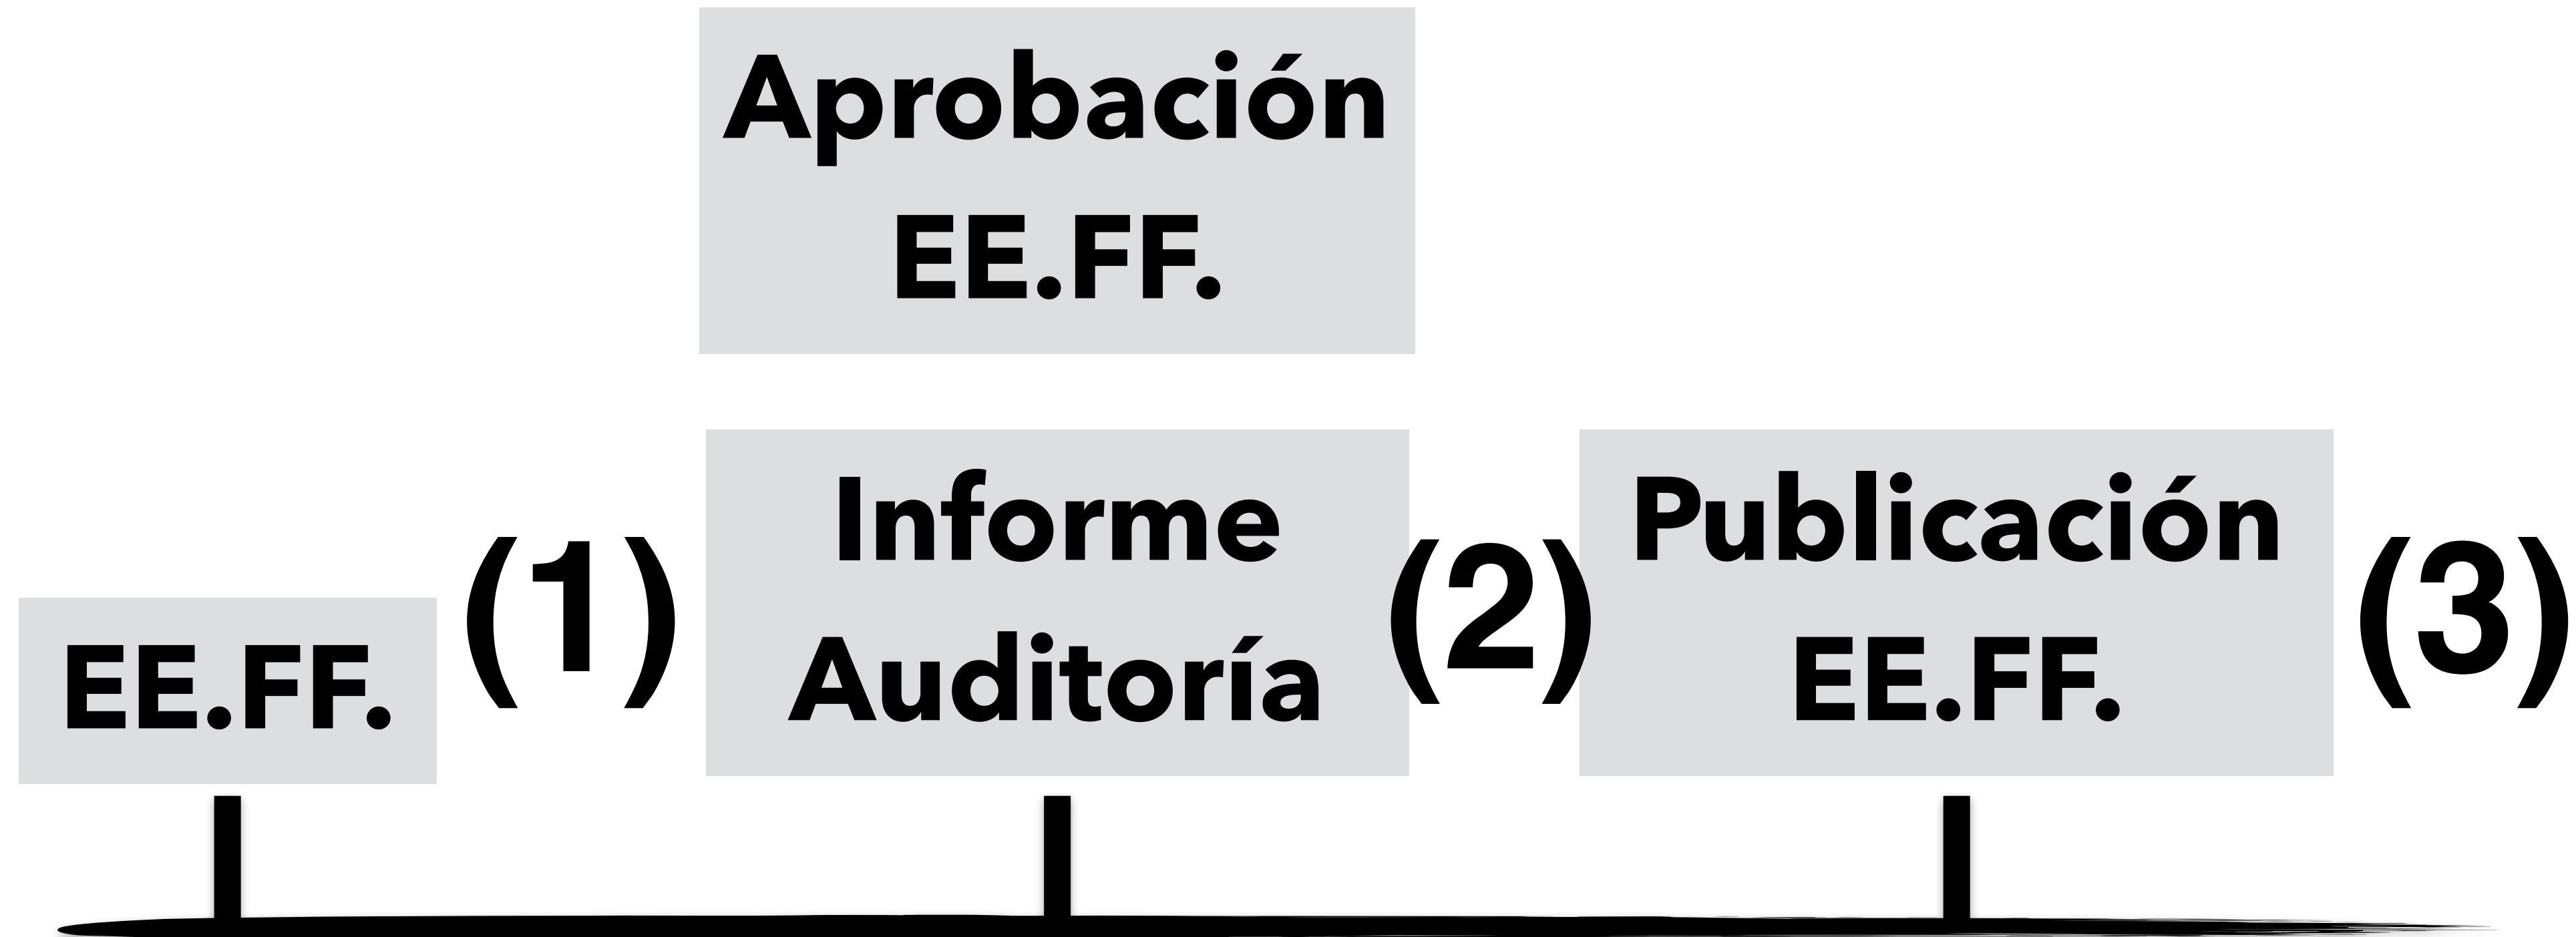 Aprobación
EE.FF.
EE.FF.
(1)
Informe
Auditoría
(2)
Publicación
EE.FF.
(3)